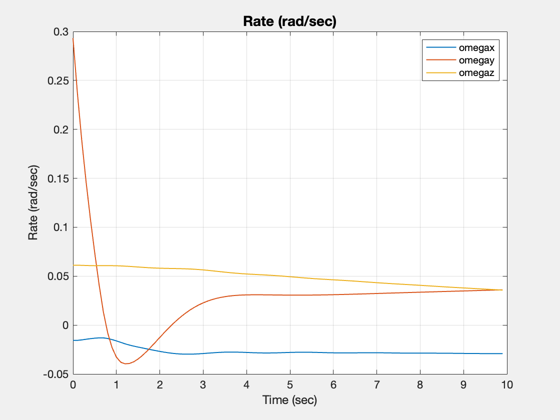 Rate (rad/sec)
0.3
omegax
omegay
omegaz
0.25
0.2
0.15
0.1
0.05
0
-0.05
0 1 2 3 4 5 6 7 8 9 10
Rate (rad/sec)
Time (sec)